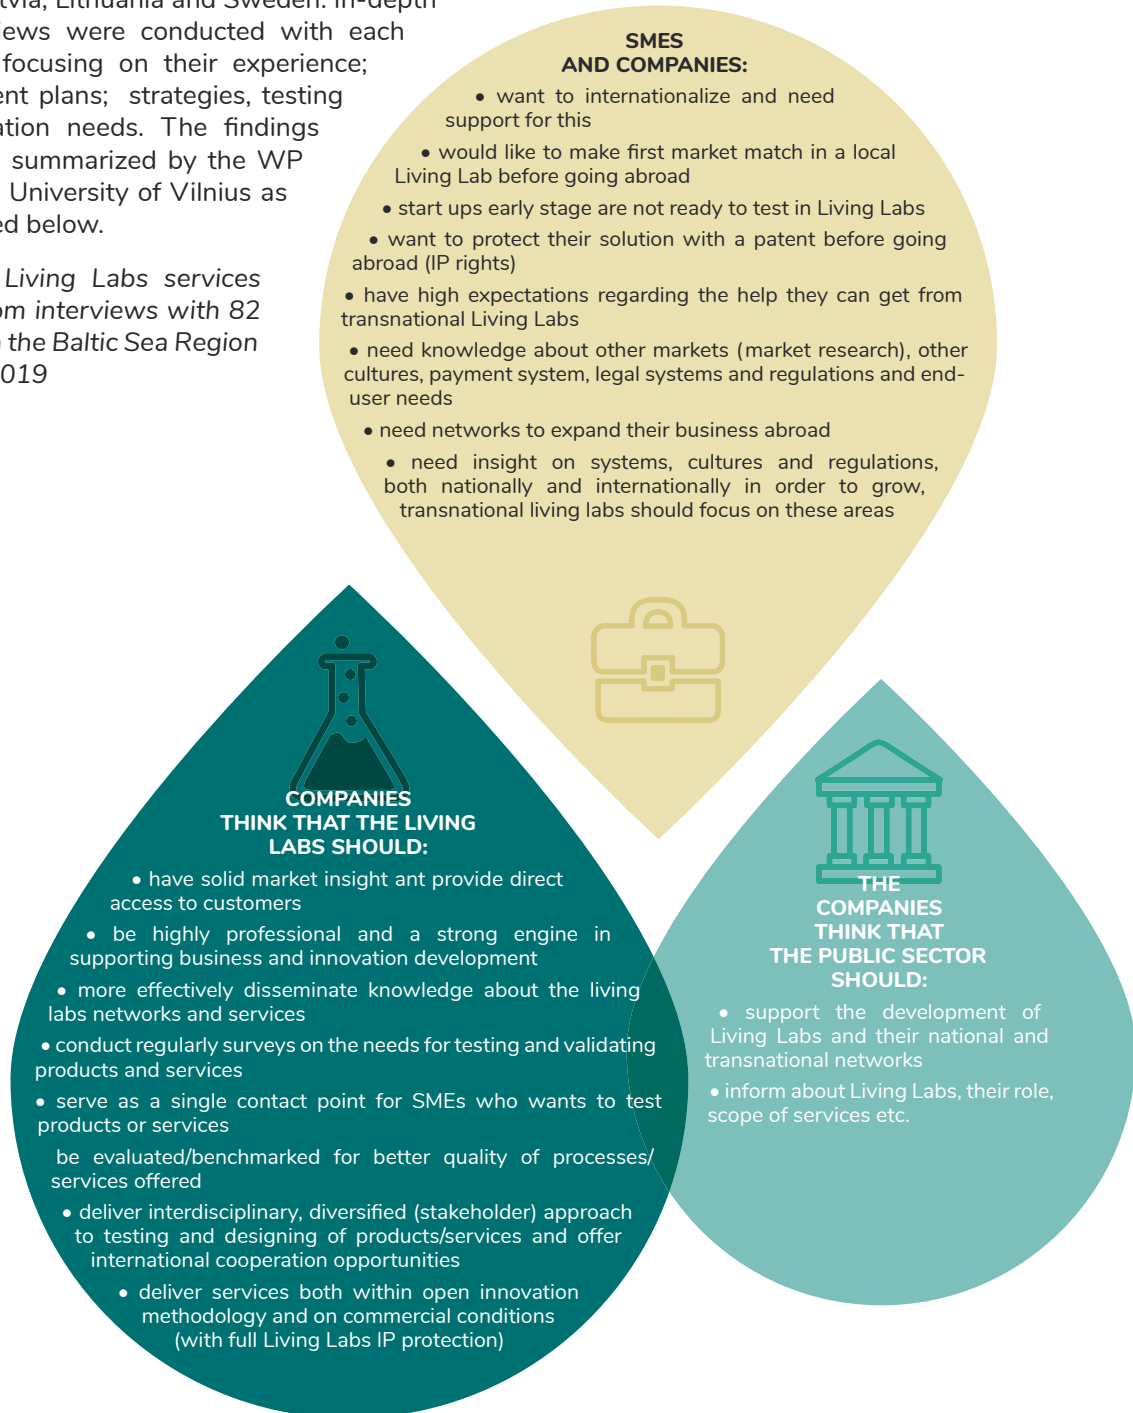 tvia, Lithuania and Sweden. In-depth
iews were conducted with each
focusing on their experience;
ent plans; strategies, testing
ation needs. The findings
summarized by the WP
University of Vilnius as
ed below.
Living Labs services
om interviews with 82
the Baltic Sea Region
019
SMES
AND COMPANIES:
• want to internationalize and need
support for this
• would like to make first market match in a local
Living Lab before going abroad
• start ups early stage are not ready to test in Living Labs
• want to protect their solution with a patent before going
abroad (IP rights)
• have high expectations regarding the help they can get from
transnational Living Labs
• need knowledge about other markets (market research), other
cultures, payment system, legal systems and regulations and end-
user needs
• need networks to expand their business abroad
• need insight on systems, cultures and regulations,
both nationally and internationally in order to grow,
transnational living labs should focus on these areas
COMPANIES
THINK THAT THE LIVING
LABS SHOULD:
• have solid market insight ant provide direct
access to customers
• be highly professional and a strong engine in
supporting business and innovation development
• more effectively disseminate knowledge about the living
labs networks and services
• conduct regularly surveys on the needs for testing and validating
products and services
• serve as a single contact point for SMEs who wants to test
products or services
be evaluated/benchmarked for better quality of processes/
services offered
• deliver interdisciplinary, diversified (stakeholder) approach
to testing and designing of products/services and offer
international cooperation opportunities
• deliver services both within open innovation
methodology and on commercial conditions
(with full Living Labs IP protection)
THE
COMPANIES
THINK THAT
THE PUBLIC SECTOR
SHOULD:
• support the development of
Living Labs and their national and
transnational networks
• inform about Living Labs, their role,
scope of services etc.